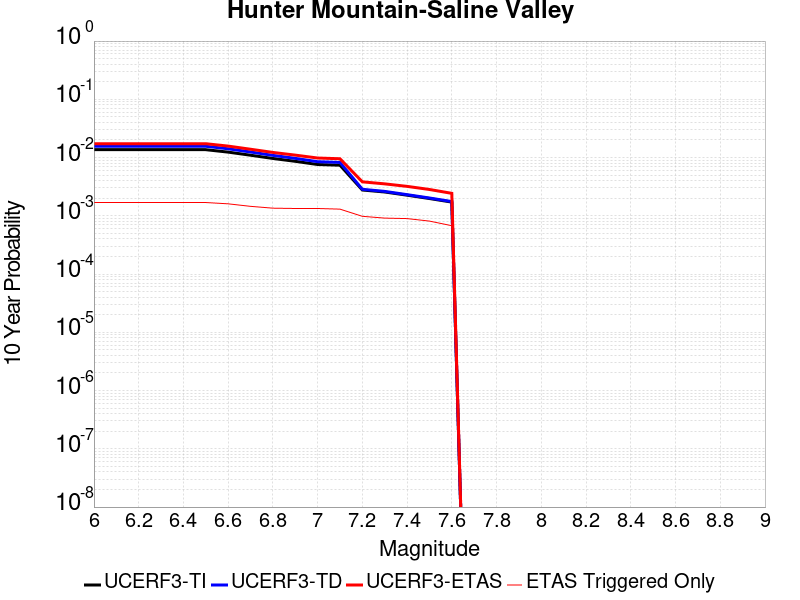 Hunter Mountain-Saline Valley
10^0
10^-1
10^-2
10^-3
10^-4
10^-5
10^-6
10^-7
10^-8
10 Year Probability
6 6.2 6.4 6.6 6.8 7 7.2 7.4 7.6 7.8 8 8.2 8.4 8.6 8.8 9
Magnitude
UCERF3-TI UCERF3-TD UCERF3-ETAS ETAS Triggered Only